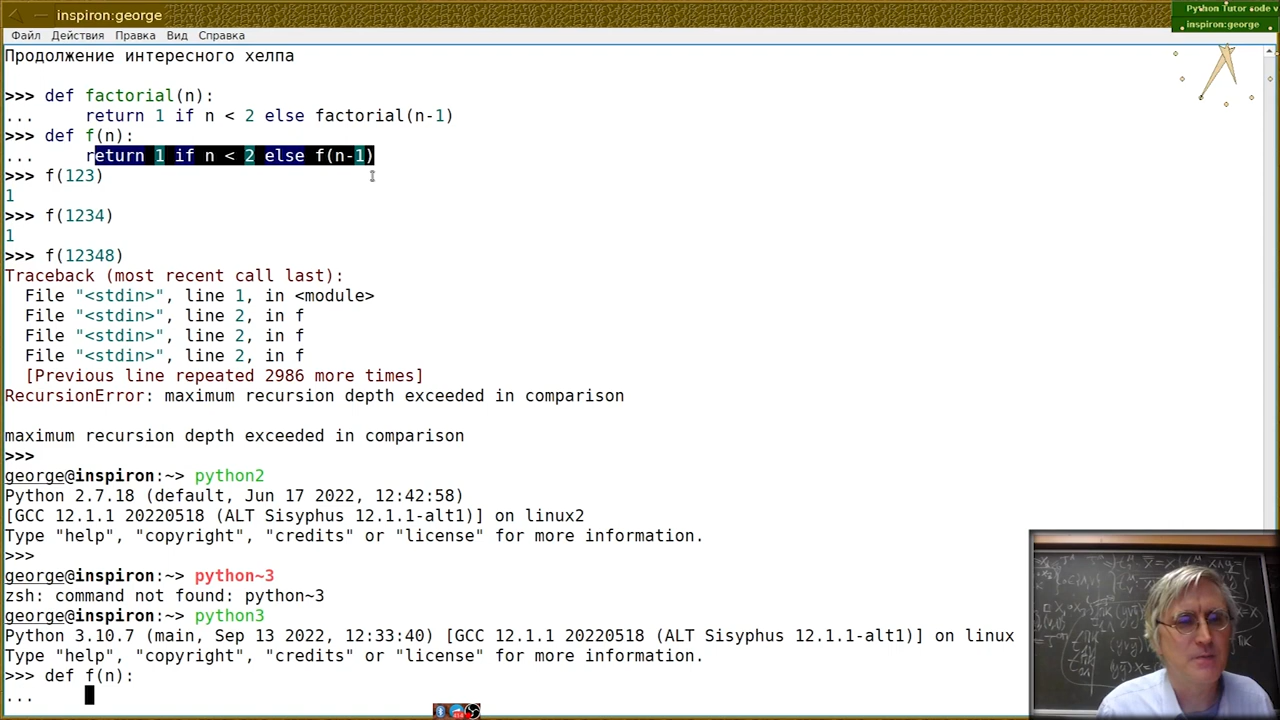 inspiron:george
Python Tutor code v
inspiron:george
Файл Действия Правка Вид Справка
Продолжение интересного хелпа
>>> def factorial(n):
...     return 1 if n < 2 else factorial(n-1)
>>> def f(n):
...     return 1 if n < 2 else f(n-1)
>>> f(123)
1
>>> f(1234)
1
>>> f(12348)
Traceback (most recent call last):
  File "<stdin>", line 1, in <module>
  File "<stdin>", line 2, in f
  File "<stdin>", line 2, in f
  File "<stdin>", line 2, in f
  [Previous line repeated 2986 more times]
RecursionError: maximum recursion depth exceeded in comparison
maximum recursion depth exceeded in comparison
>>>
george@inspiron:~> python2
Python 2.7.18 (default, Jun 17 2022, 12:42:58)
[GCC 12.1.1 20220518 (ALT Sisyphus 12.1.1-alt1)] on linux2
Type "help", "copyright", "credits" or "license" for more information.
>>>
george@inspiron:~> python~3
zsh: command not found: python~3
george@inspiron:~> python3
Python 3.10.7 (main, Sep 13 2022, 12:33:40) [GCC 12.1.1 20220518 (ALT Sisyphus 12.1.1-alt1)] on linux
Type "help", "copyright", "credits" or "license" for more information.
>>> def f(n):
...